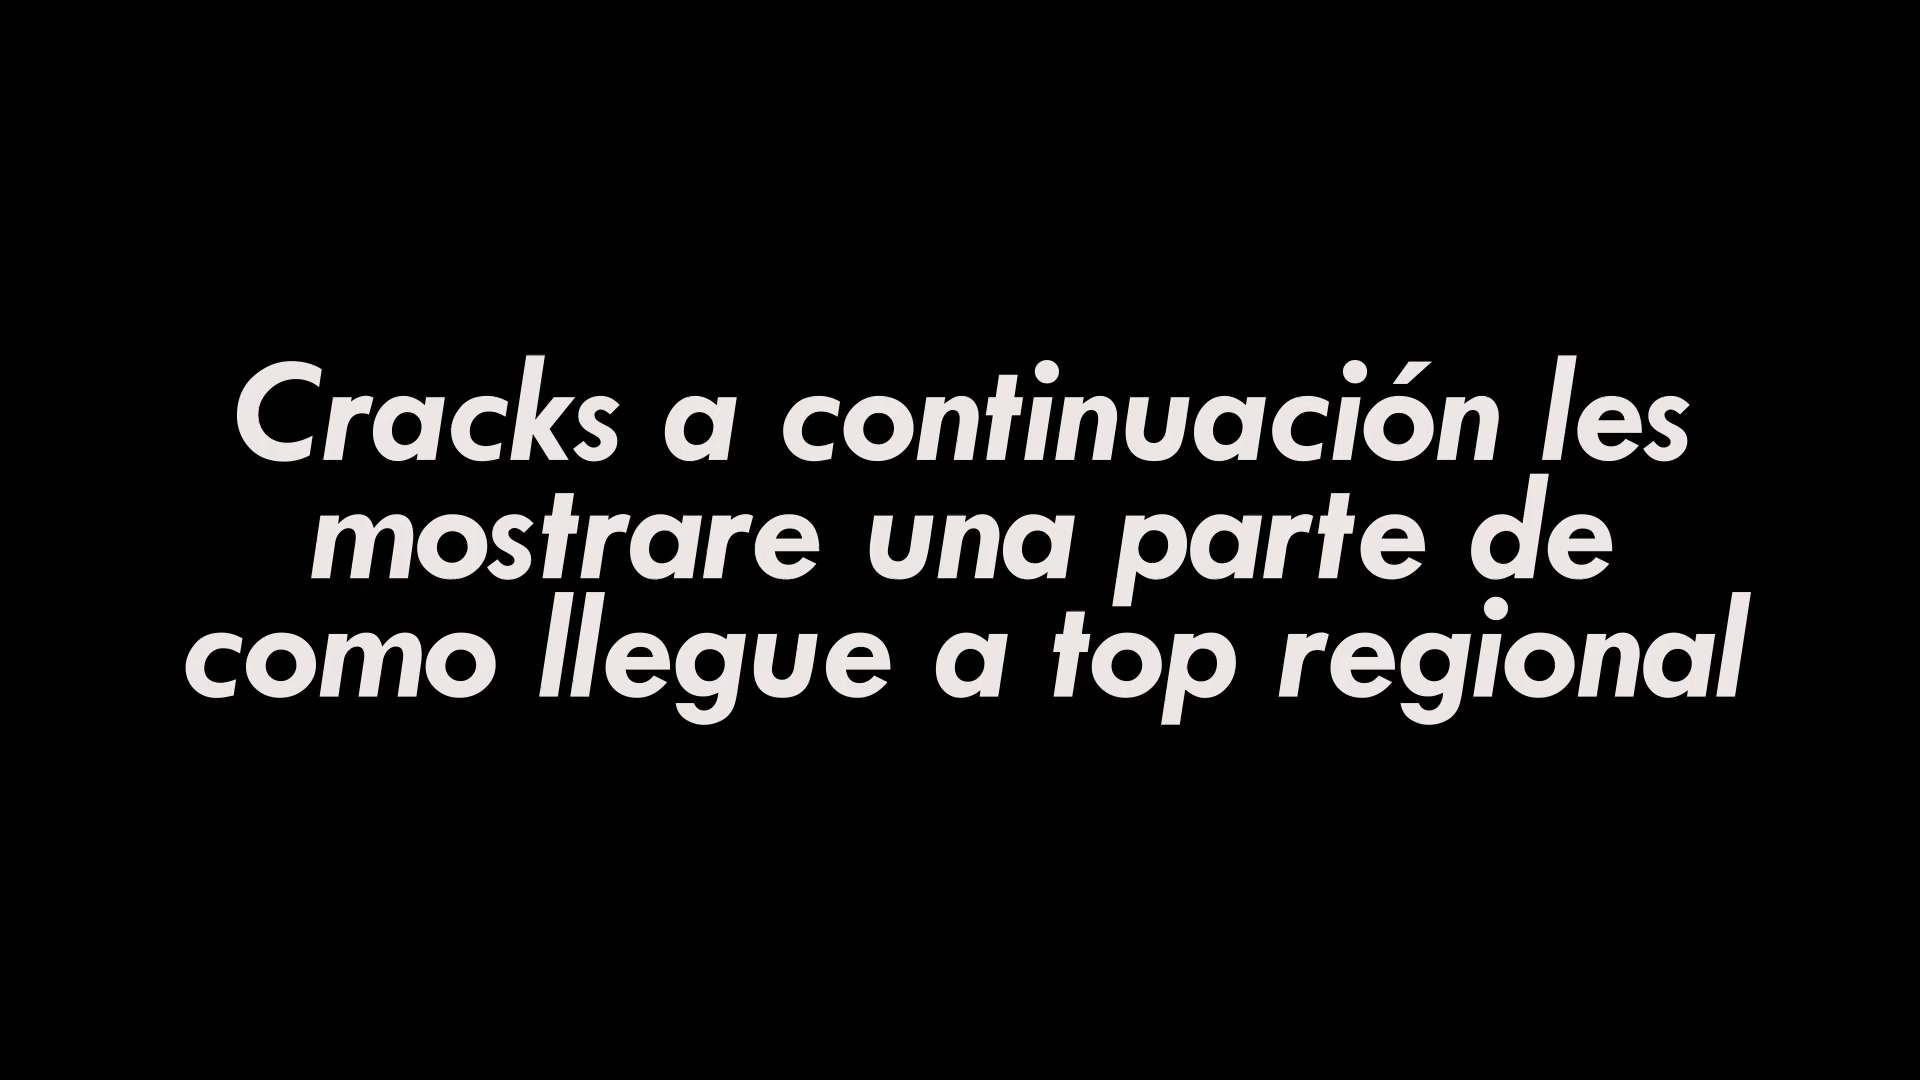 Cracks a continuación les
mostrare una parte de
como llegue a top regional